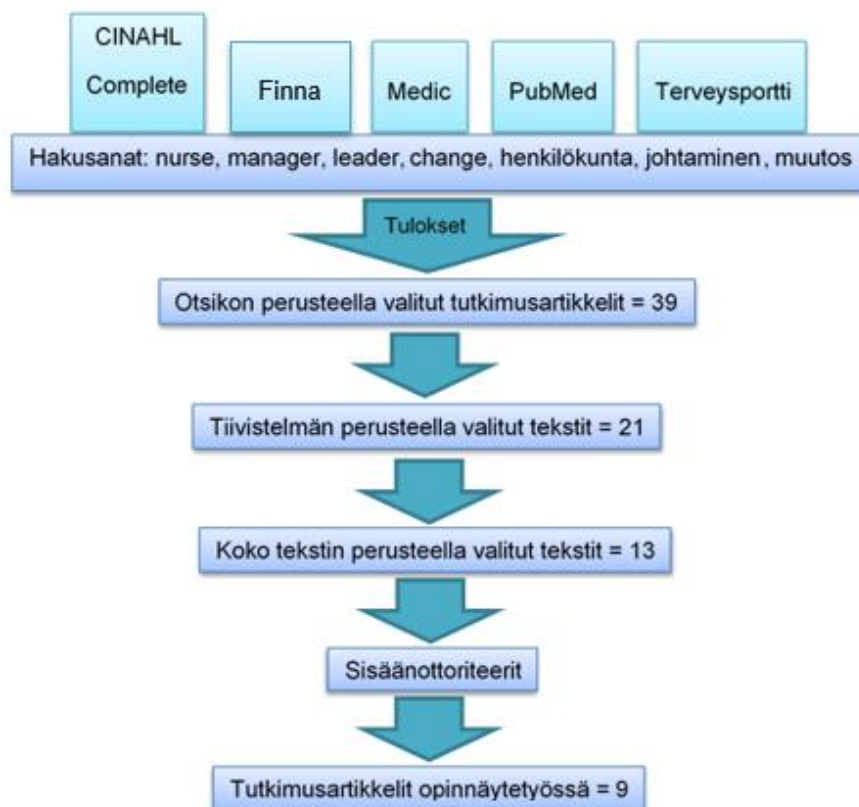 CINAHL
Complete
Finna
Medic
PubMed
Terveysportti
Hakusanat: nurse, manager, leader, change, henkilökunta, johtaminen, muutos
Tulokset
Otsikon perusteella valitut tutkimusartikkelit = 39
Tiivistelmän perusteella valitut tekstit = 21
Koko tekstin perusteella valitut tekstit = 13
Sisäänottoriteerit
Tutkimusartikkelit opinnäytetyössä = 9